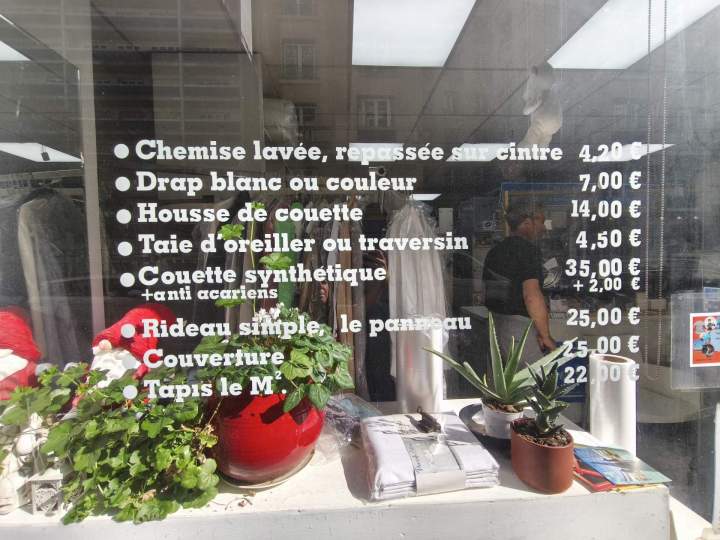 ● Chemise lavée, repassée sur cintre 4,20 €
● Drap blanc ou couleur 7,00 €
● Housse de couette 14,00 €
● Taie d'oreiller ou traversin 4,50 €
● Couette synthétique 35,00 €
+anti acariens + 2,00 €
● Rideau simple, le panneau 25,00 €
● Couverture 25,00 €
● Tapis le M². 22,00 €